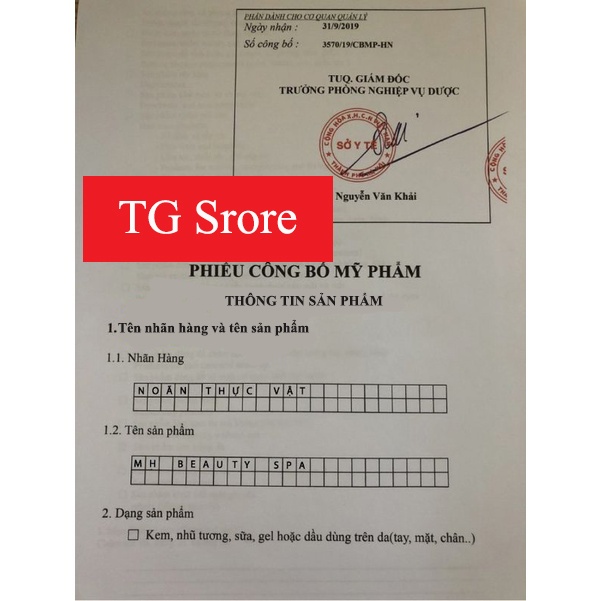 PHẦN DÀNH CHO CƠ QUAN QUẢN LÝ
Ngày nhận : 31/9/2019
Số công bố : 3570/19/CBMP-HN
TUQ. GIÁM ĐỐC
TRƯỞNG PHÒNG NGHIỆP VỤ DƯỢC
SỞ Y TẾ
Nguyễn Văn Khải
TG Srore
PHIẾU CÔNG BỐ MỸ PHẨM
THÔNG TIN SẢN PHẨM
1.Tên nhãn hàng và tên sản phẩm
1.1. Nhãn Hàng
NOÃN THỰC VẬT
1.2. Tên sản phẩm
MH BEAUTY SPA
2. Dạng sản phẩm
Kem, nhũ tương, sữa, gel hoặc dầu dùng trên da(tay, mặt, chân..)